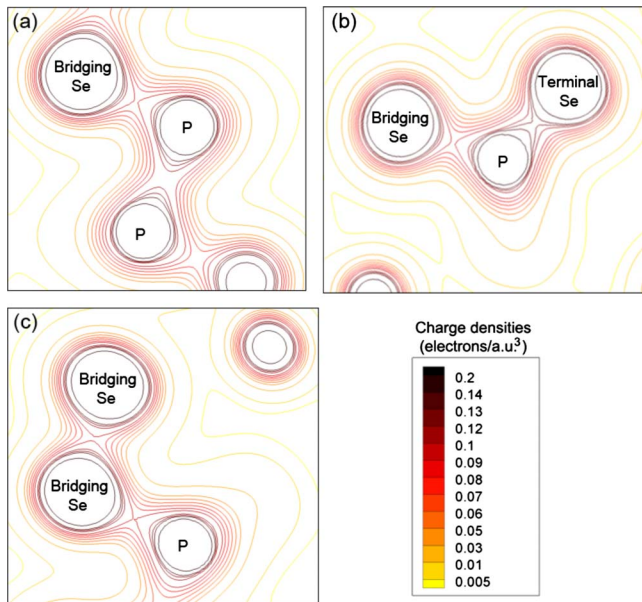 (a)
Bridging
Se
P
P
(b)
Bridging
Se
Terminal
Se
P
(c)
Bridging
Se
Bridging
Se
P
Charge densities
(electrons/a.u.³)
0.2
0.14
0.13
0.12
0.1
0.09
0.08
0.07
0.06
0.05
0.03
0.01
0.005